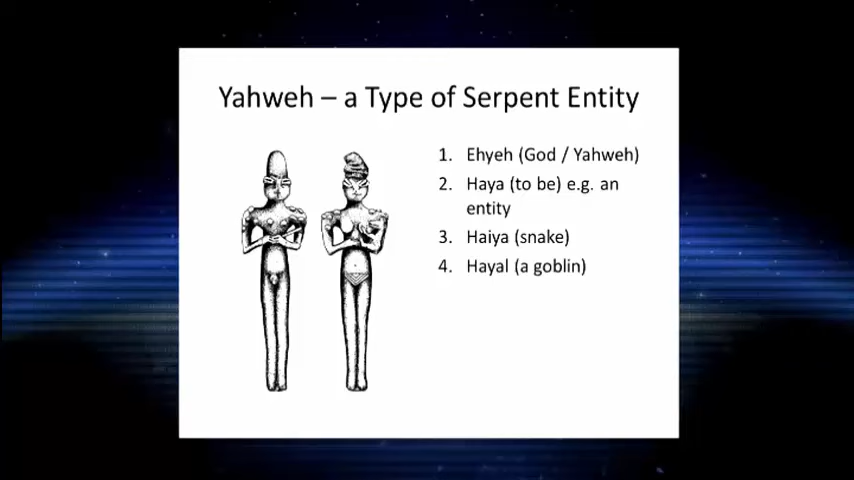 Yahweh – a Type of Serpent Entity
1. Ehyeh (God / Yahweh)
2. Haya (to be) e.g. an
entity
3. Haiya (snake)
4. Hayal (a goblin)